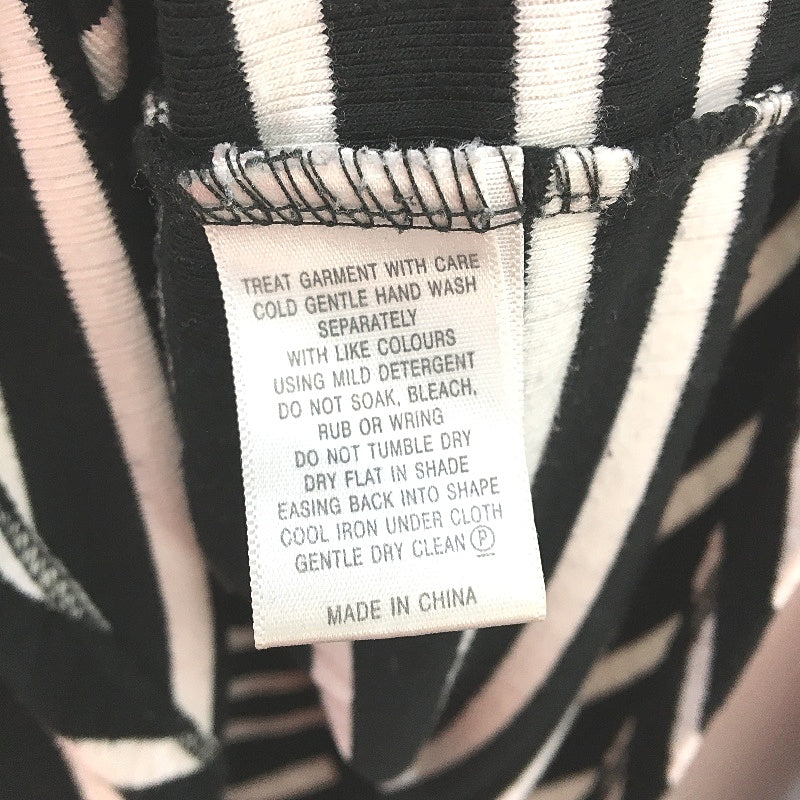 TREAT GARMENT WITH CARE
COLD GENTLE HAND WASH
SEPARATELY
WITH LIKE COLOURS
USING MILD DETERGENT
DO NOT SOAK, BLEACH,
RUB OR WRING
DO NOT TUMBLE DRY
DRY FLAT IN SHADE
EASING BACK INTO SHAPE
COOL IRON UNDER CLOTH
GENTLE DRY CLEAN Ⓟ
MADE IN CHINA